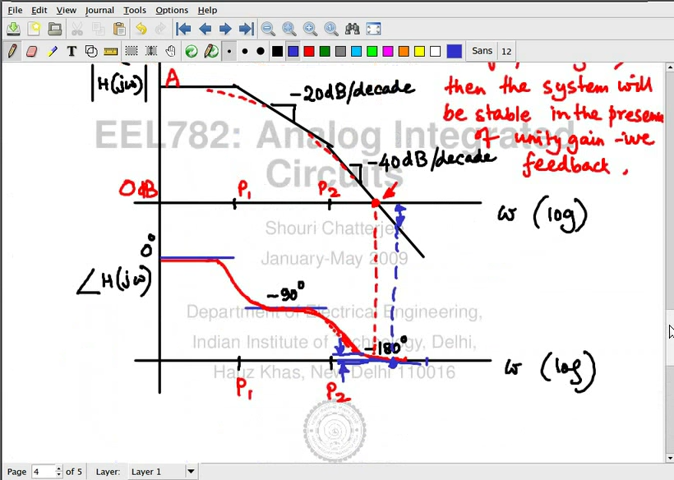 File Edit View Journal Tools Options Help
Sans 12
|H(jω)|
A
-20dB/decade
-40dB/decade
then the system will
be stable in the presen
of unity gain -ve
feedback.
EEL782: Analog Integrated
Circuits
0dB
P1
P2
ω (log)
Shouri Chatterje
January-May 2009
0°
∠H(jω)
-90°
-180°
Department of Electrical Engineering,
Indian Institute of Technology, Delhi,
Hauz Khas, New Delhi 110016
ω (log)
P1
P2
Page 4 of 5 Layer: Layer 1